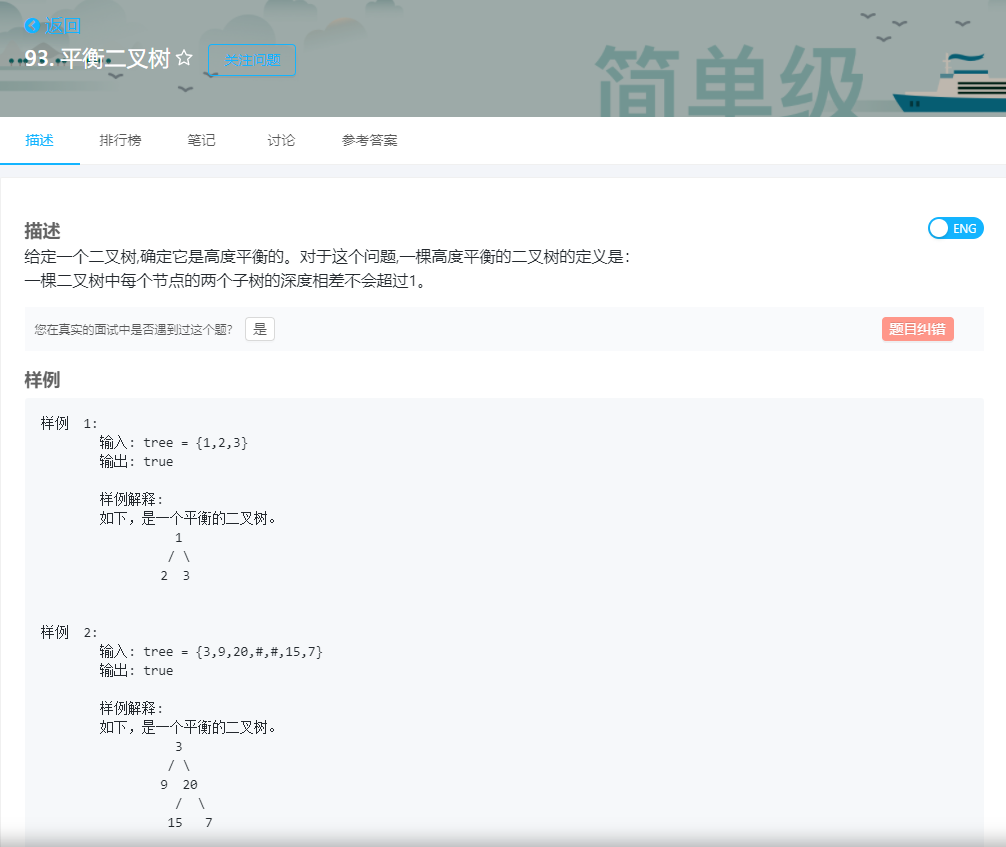 返回
93. 平衡二叉树
关注问题
简单级
描述
排行榜
笔记
讨论
参考答案
描述
ENG
给定一个二叉树,确定它是高度平衡的。对于这个问题,一棵高度平衡的二叉树的定义是：
一棵二叉树中每个节点的两个子树的深度相差不会超过1。
您在真实的面试中是否遇到过这个题？
是
题目纠错
样例
样例 1:
输入: tree = {1,2,3}
输出: true
样例解释:
如下，是一个平衡的二叉树。
1
/ \
2 3
样例 2:
输入: tree = {3,9,20,#,#,15,7}
输出: true
样例解释:
如下，是一个平衡的二叉树。
3
/ \
9 20
/ \
15 7